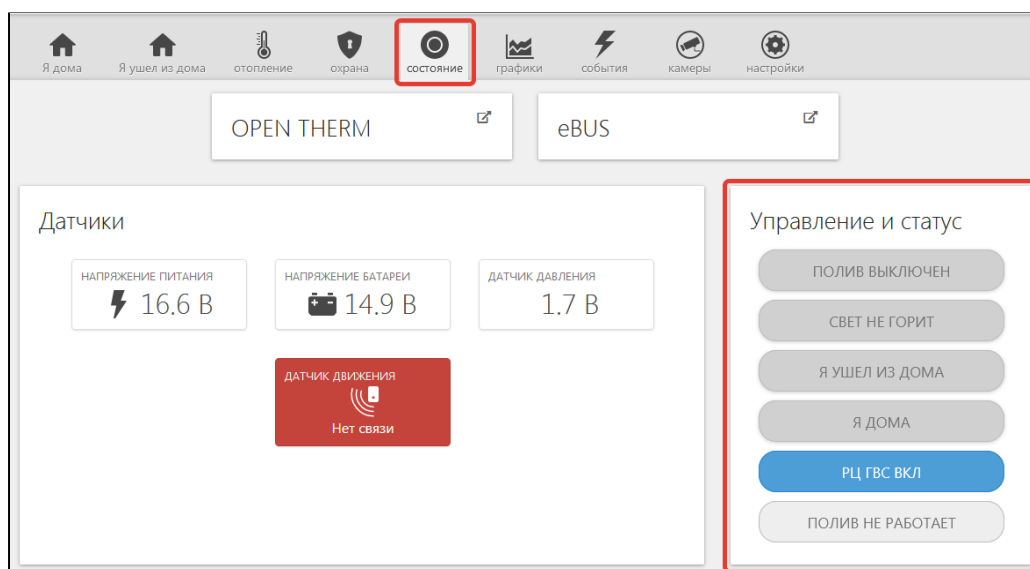 Я дома
Я ушел из дома
отопление
охрана
состояние
графики
события
камеры
настройки
OPEN THERM
eBUS
Датчики
НАПРЯЖЕНИЕ ПИТАНИЯ
16.6 В
НАПРЯЖЕНИЕ БАТАРЕИ
14.9 В
ДАТЧИК ДАВЛЕНИЯ
1.7 В
ДАТЧИК ДВИЖЕНИЯ
Нет связи
Управление и статус
ПОЛИВ ВЫКЛЮЧЕН
СВЕТ НЕ ГОРИТ
Я УШЕЛ ИЗ ДОМА
Я ДОМА
РЦ ГВС ВКЛ
ПОЛИВ НЕ РАБОТАЕТ